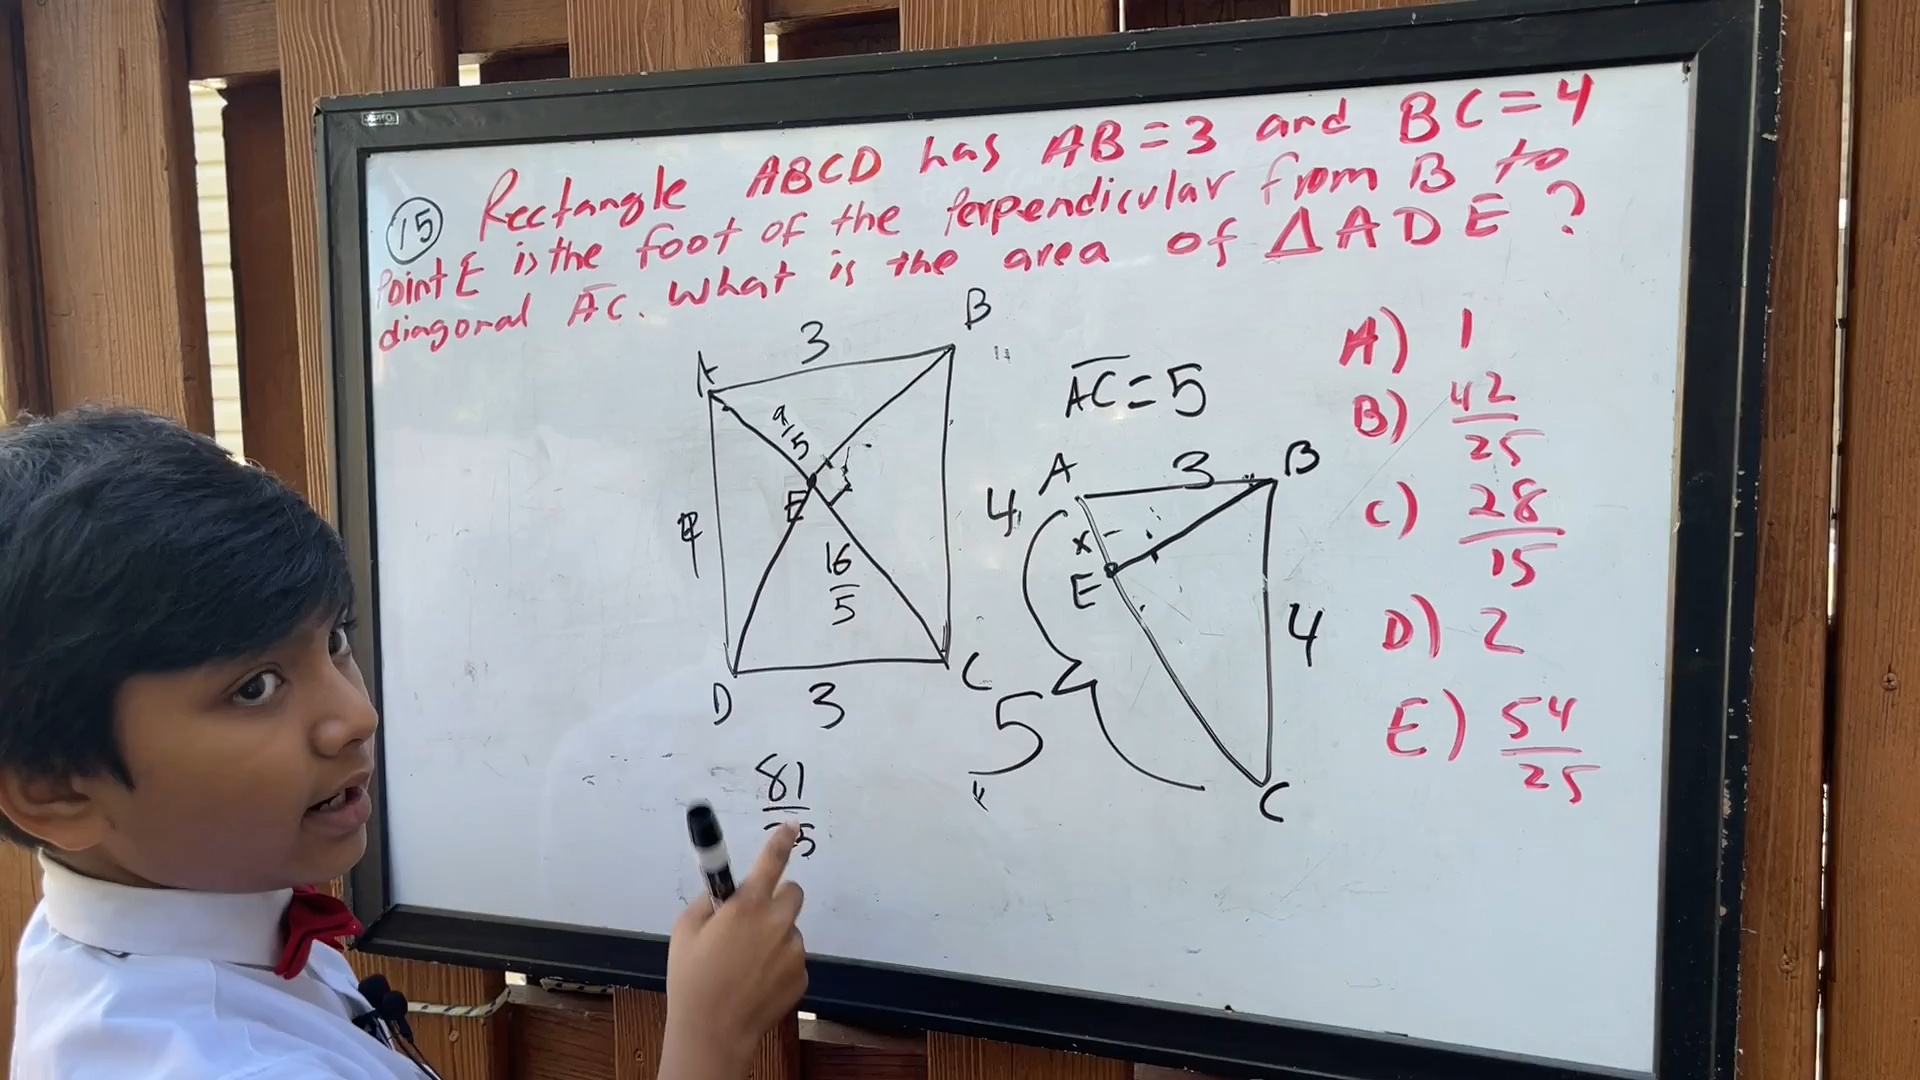 15 Rectangle ABCD has AB=3 and BC=4
Point E is the foot of the perpendicular from B to
diagonal AC. What is the area of ΔADE?
A) 1
B) 42/25
C) 28/15
D) 2
E) 54/25
A 3 B
9/5
E
4
16/5
D 3 C
81
5
AC=5
A 3 B
4
x
E
4
5
C